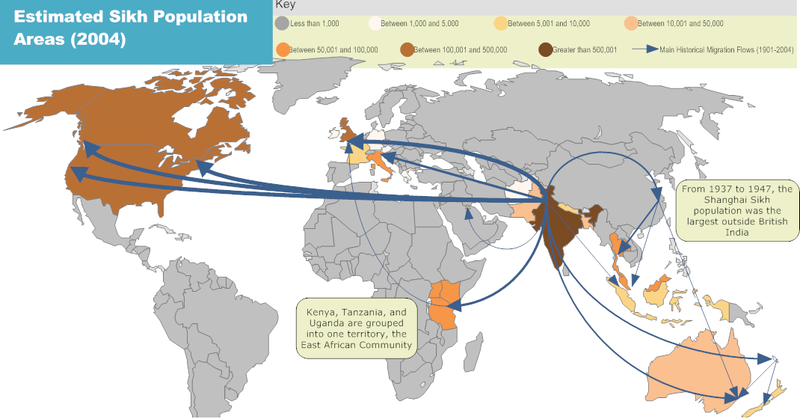 Estimated Sikh Population
Areas (2004)
Key
Less than 1,000
Between 1,000 and 5,000
Between 5,001 and 10,000
Between 10,001 and 50,000
Between 50,001 and 100,000
Between 100,001 and 500,000
Greater than 500,001
Main Historical Migration Flows (1901-2004)
From 1937 to 1947, the
Shanghai Sikh
population was the
largest outside British
India
Kenya, Tanzania, and
Uganda are grouped
into one territory, the
East African Community